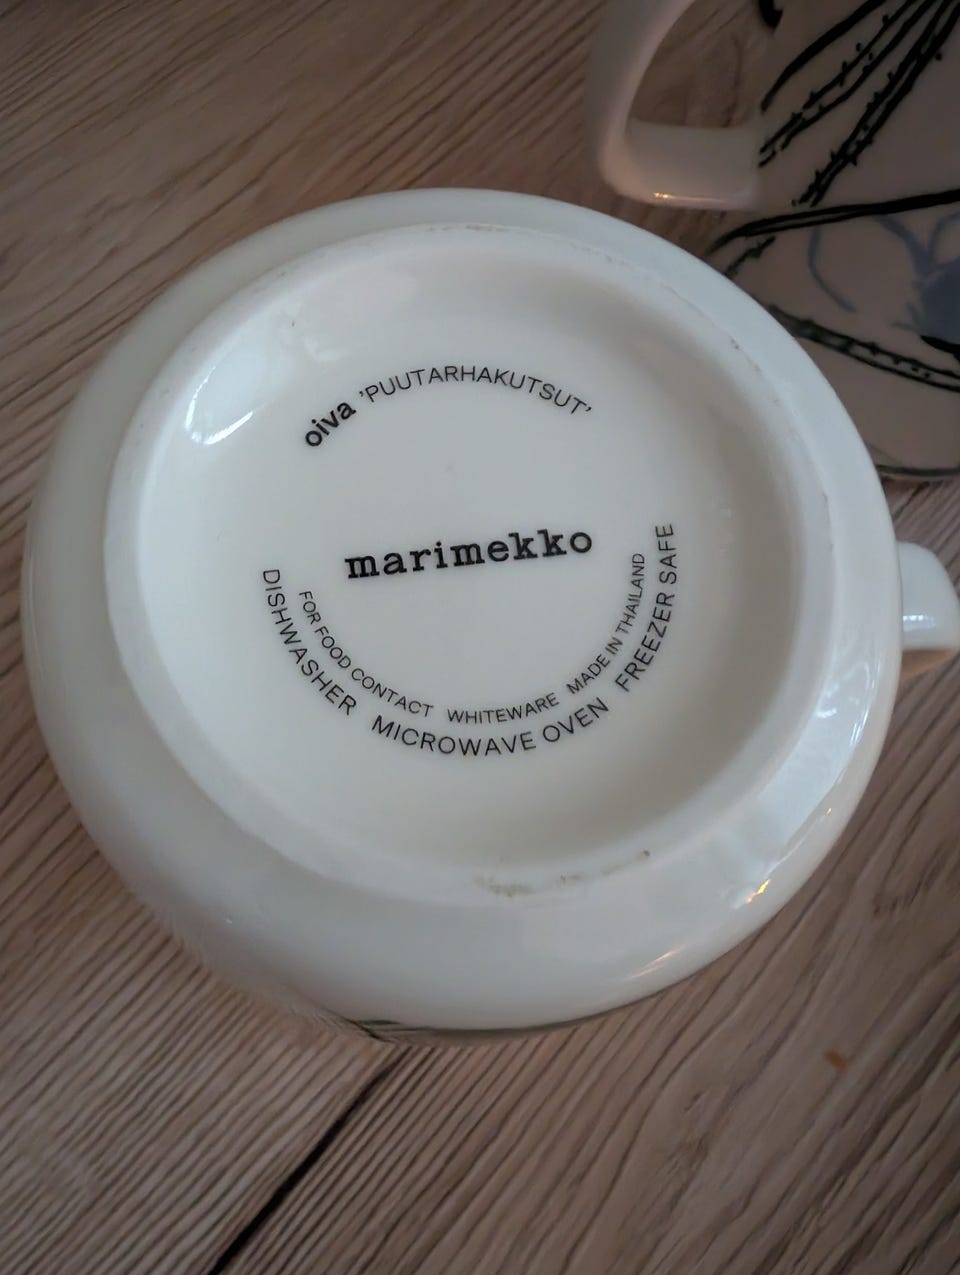 oiva 'PUUTARHAKUTSUT'
marimekko
FOR FOOD CONTACT WHITEWARE MADE IN THAILAND
DISHWASHER MICROWAVE OVEN FREEZER SAFE